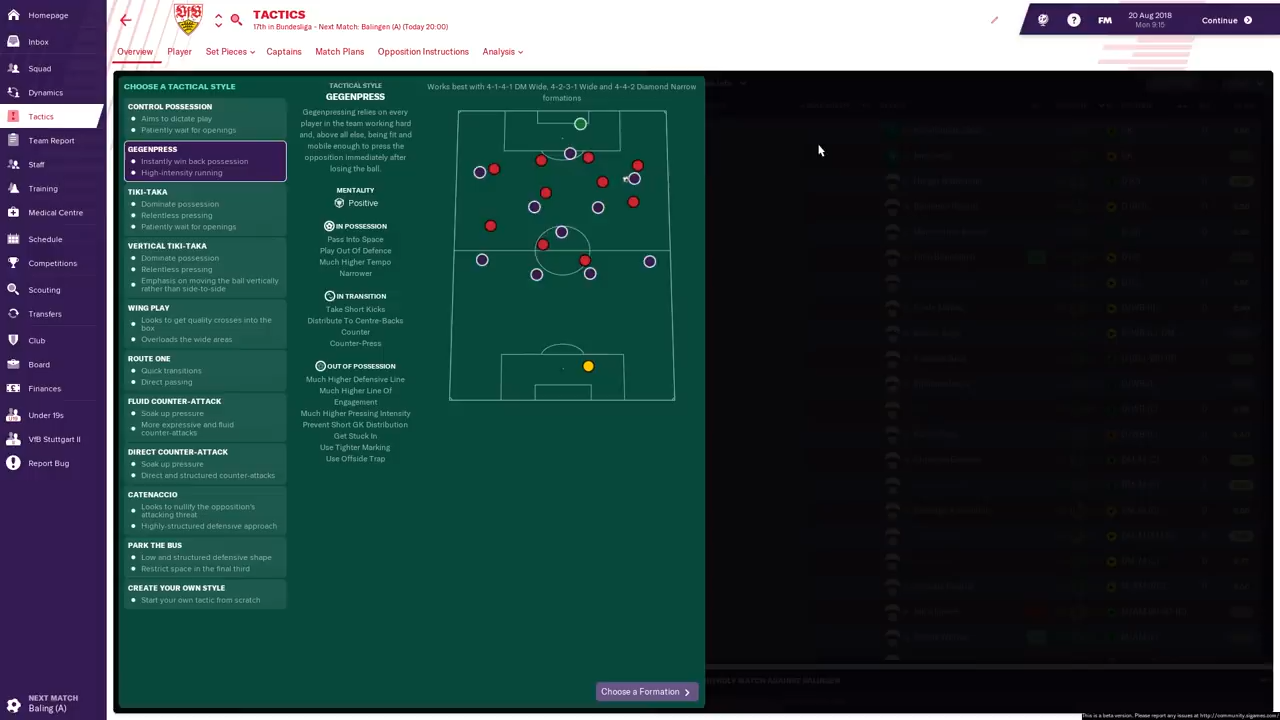 Homepage
Inbox
Squad
Dynamics
Tactics
Team Report
Staff
Training
Medical Centre
Schedule
Competitions
Scouting
Transfers
Club
Board
Finances
Under 19s
VfB Stuttgart II
Report Bug
NEXT MATCH
Baling (A)
TACTICS
17th in Bundesliga - Next Match: Balingen (A) (Today 20:00)
FM
20 Aug 2018
Mon 9:15
Continue
Overview Player Set Pieces Captains Match Plans Opposition Instructions Analysis
CHOOSE A TACTICAL STYLE
CONTROL POSSESSION
Aims to dictate play
Patiently wait for openings
GEGENPRESS
Instantly win back possession
High-intensity running
TIKI-TAKA
Dominate possession
Relentless pressing
Patiently wait for openings
VERTICAL TIKI-TAKA
Dominate possession
Relentless pressing
Emphasis on moving the ball vertically
rather than side-to-side
WING PLAY
Looks to get quality crosses into the
box
Overloads the wide areas
ROUTE ONE
Quick transitions
Direct passing
FLUID COUNTER-ATTACK
Soak up pressure
More expressive and fluid
counter-attacks
DIRECT COUNTER-ATTACK
Soak up pressure
Direct and structured counter-attacks
CATENACCIO
Looks to nullify the opposition's
attacking threat
Highly-structured defensive approach
PARK THE BUS
Low and structured defensive shape
Restrict space in the final third
CREATE YOUR OWN STYLE
Start your own tactic from scratch
TACTICAL STYLE
GEGENPRESS
Gegenpressing relies on every
player in the team working hard
and, above all else, being fit and
mobile enough to press the
opposition immediately after
losing the ball.
MENTALITY
Positive
IN POSSESSION
Pass Into Space
Play Out Of Defence
Much Higher Tempo
Narrower
IN TRANSITION
Take Short Kicks
Distribute To Centre-Backs
Counter
Counter-Press
OUT OF POSSESSION
Much Higher Defensive Line
Much Higher Line Of
Engagement
Much Higher Pressing Intensity
Prevent Short GK Distribution
Get Stuck In
Use Tighter Marking
Use Offside Trap
Works best with 4-1-4-1 DM Wide, 4-2-3-1 Wide and 4-4-2 Diamond Narrow
formations
Choose a Formation
This is a beta version. Please report any issues at http://community.sigames.com/